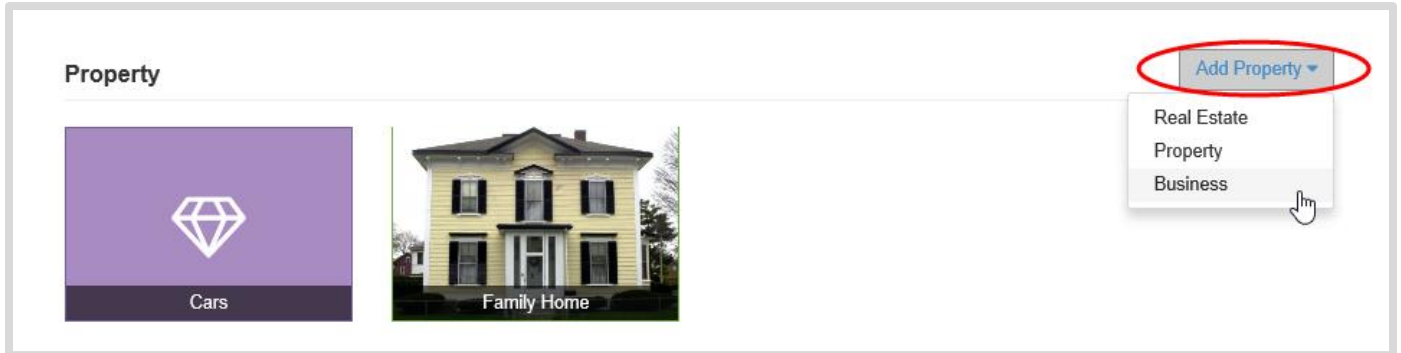 Property
Add Property
Real Estate
Property
Business
Cars
Family Home